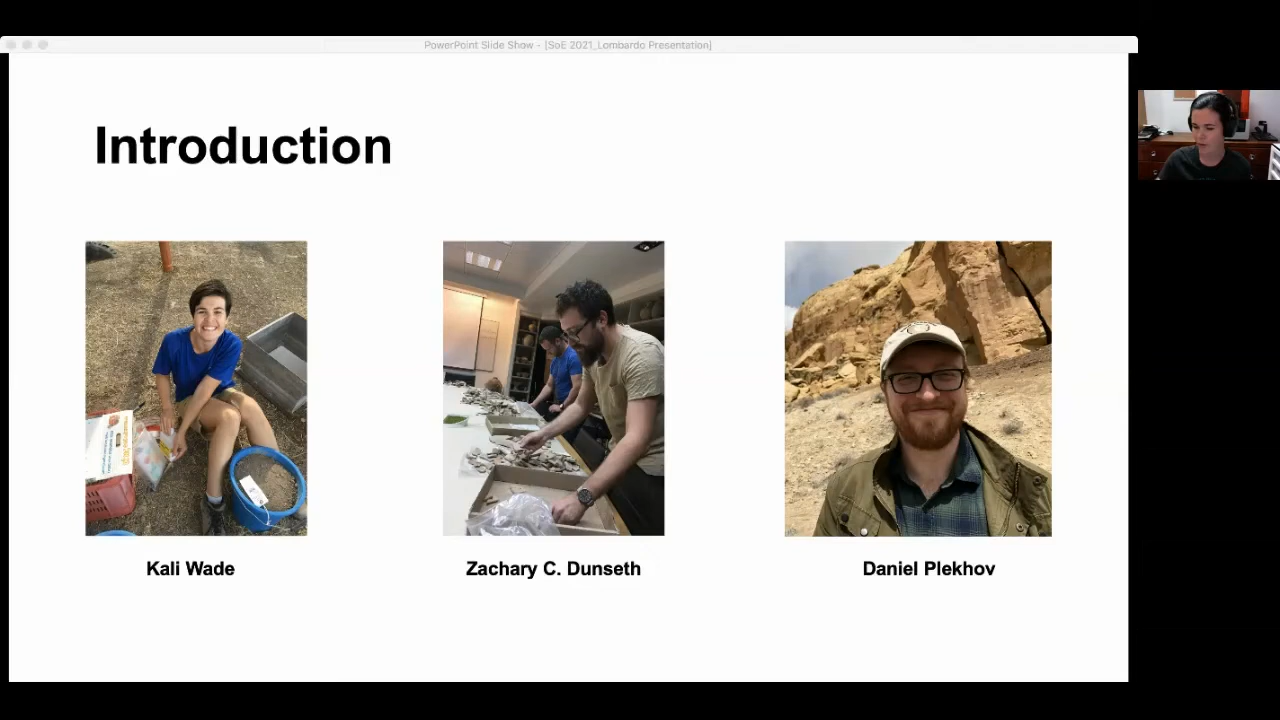 PowerPoint Slide Show - [SoE 2021_Lombardo Presentation]
Introduction
Kali Wade
Zachary C. Dunseth
Daniel Plekhov